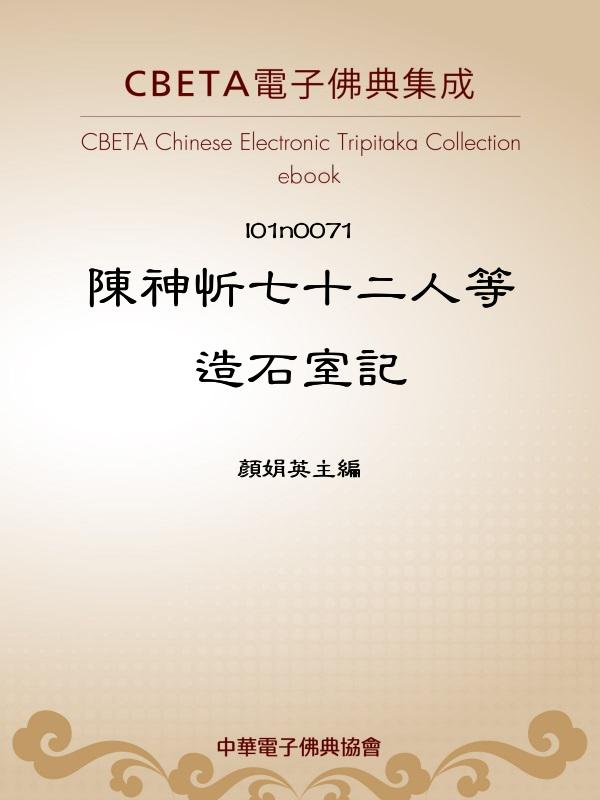 CBETA電子佛典集成
CBETA Chinese Electronic Tripitaka Collection
ebook
I01n0071
陳神忻七十二人等
造石室記
顏娟英主編
中華電子佛典協會